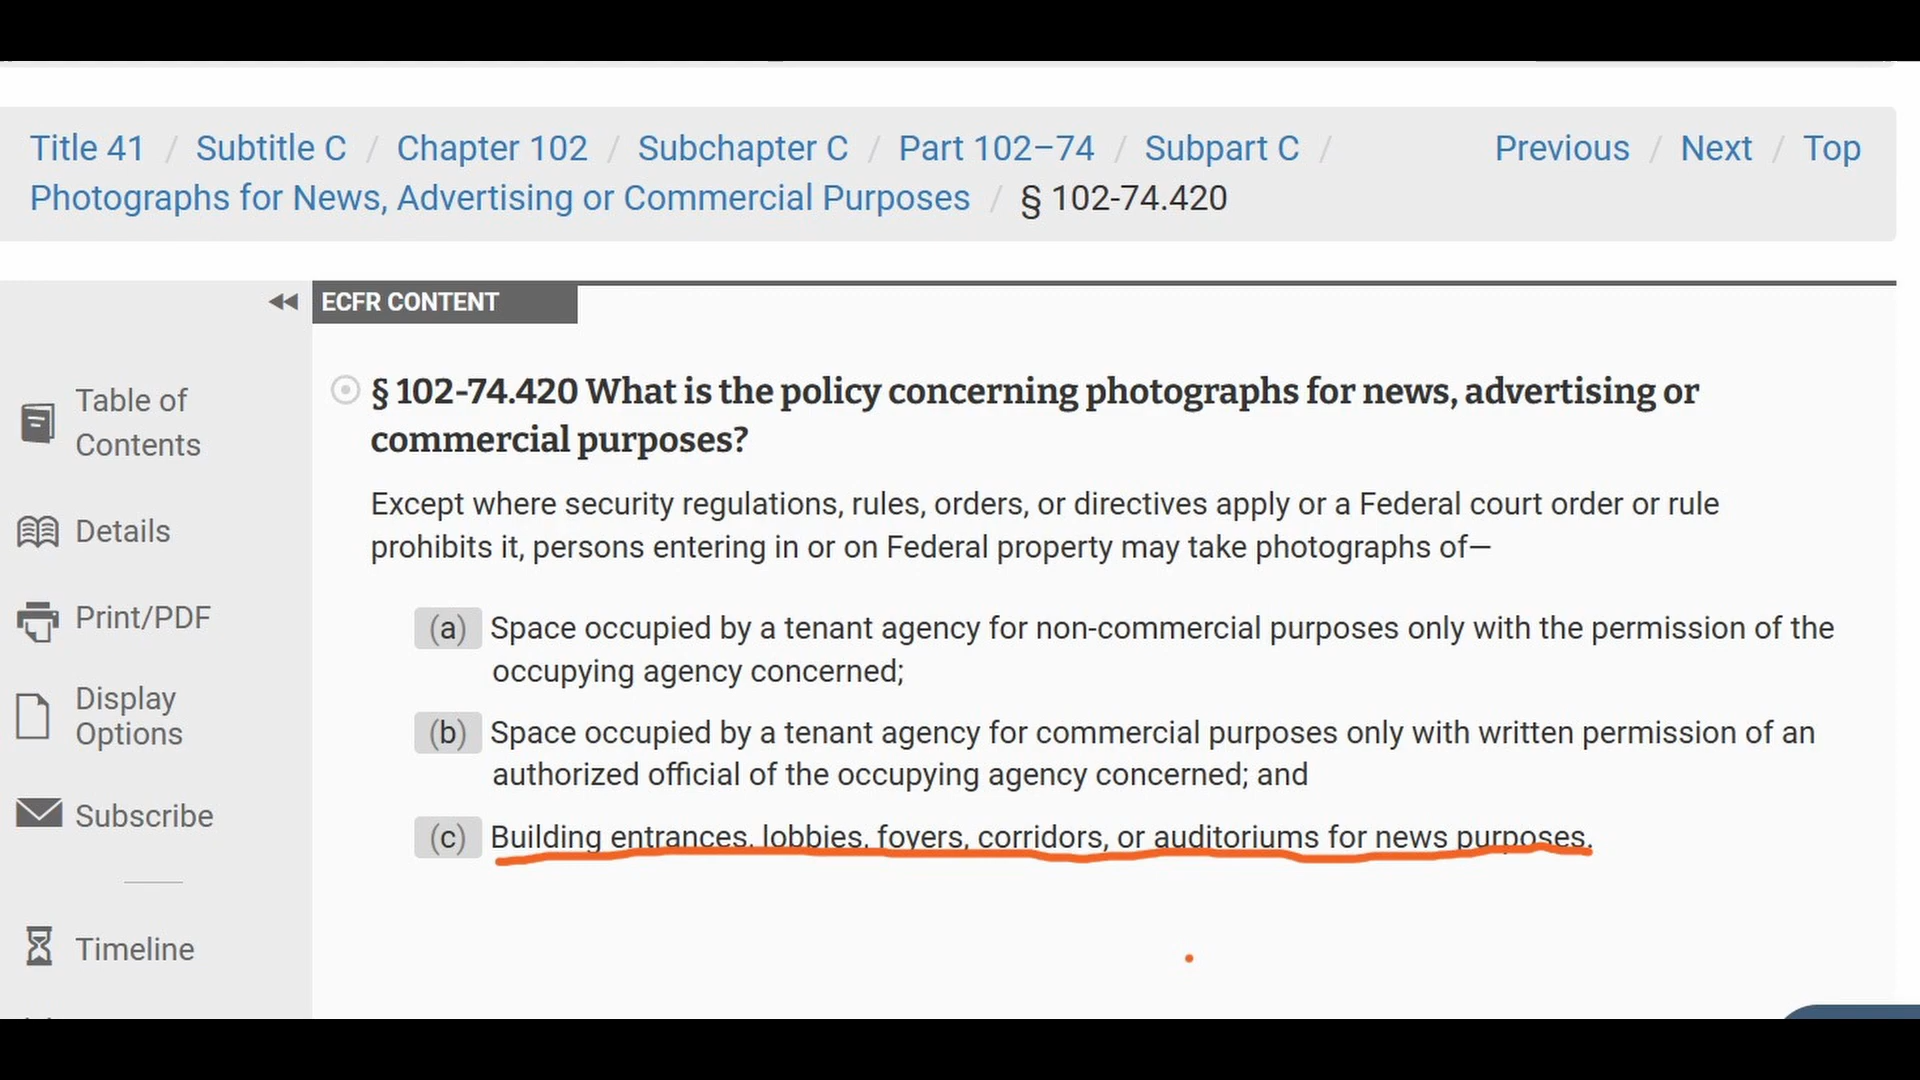 Title 41 / Subtitle C / Chapter 102 / Subchapter C / Part 102–74 / Subpart C /
Photographs for News, Advertising or Commercial Purposes / § 102-74.420
Previous / Next / Top
ECFR CONTENT
Table of
Contents
Details
Print/PDF
Display
Options
Subscribe
Timeline
§ 102-74.420 What is the policy concerning photographs for news, advertising or
commercial purposes?
Except where security regulations, rules, orders, or directives apply or a Federal court order or rule
prohibits it, persons entering in or on Federal property may take photographs of—
(a) Space occupied by a tenant agency for non-commercial purposes only with the permission of the
occupying agency concerned;
(b) Space occupied by a tenant agency for commercial purposes only with written permission of an
authorized official of the occupying agency concerned; and
(c) Building entrances, lobbies, foyers, corridors, or auditoriums for news purposes.